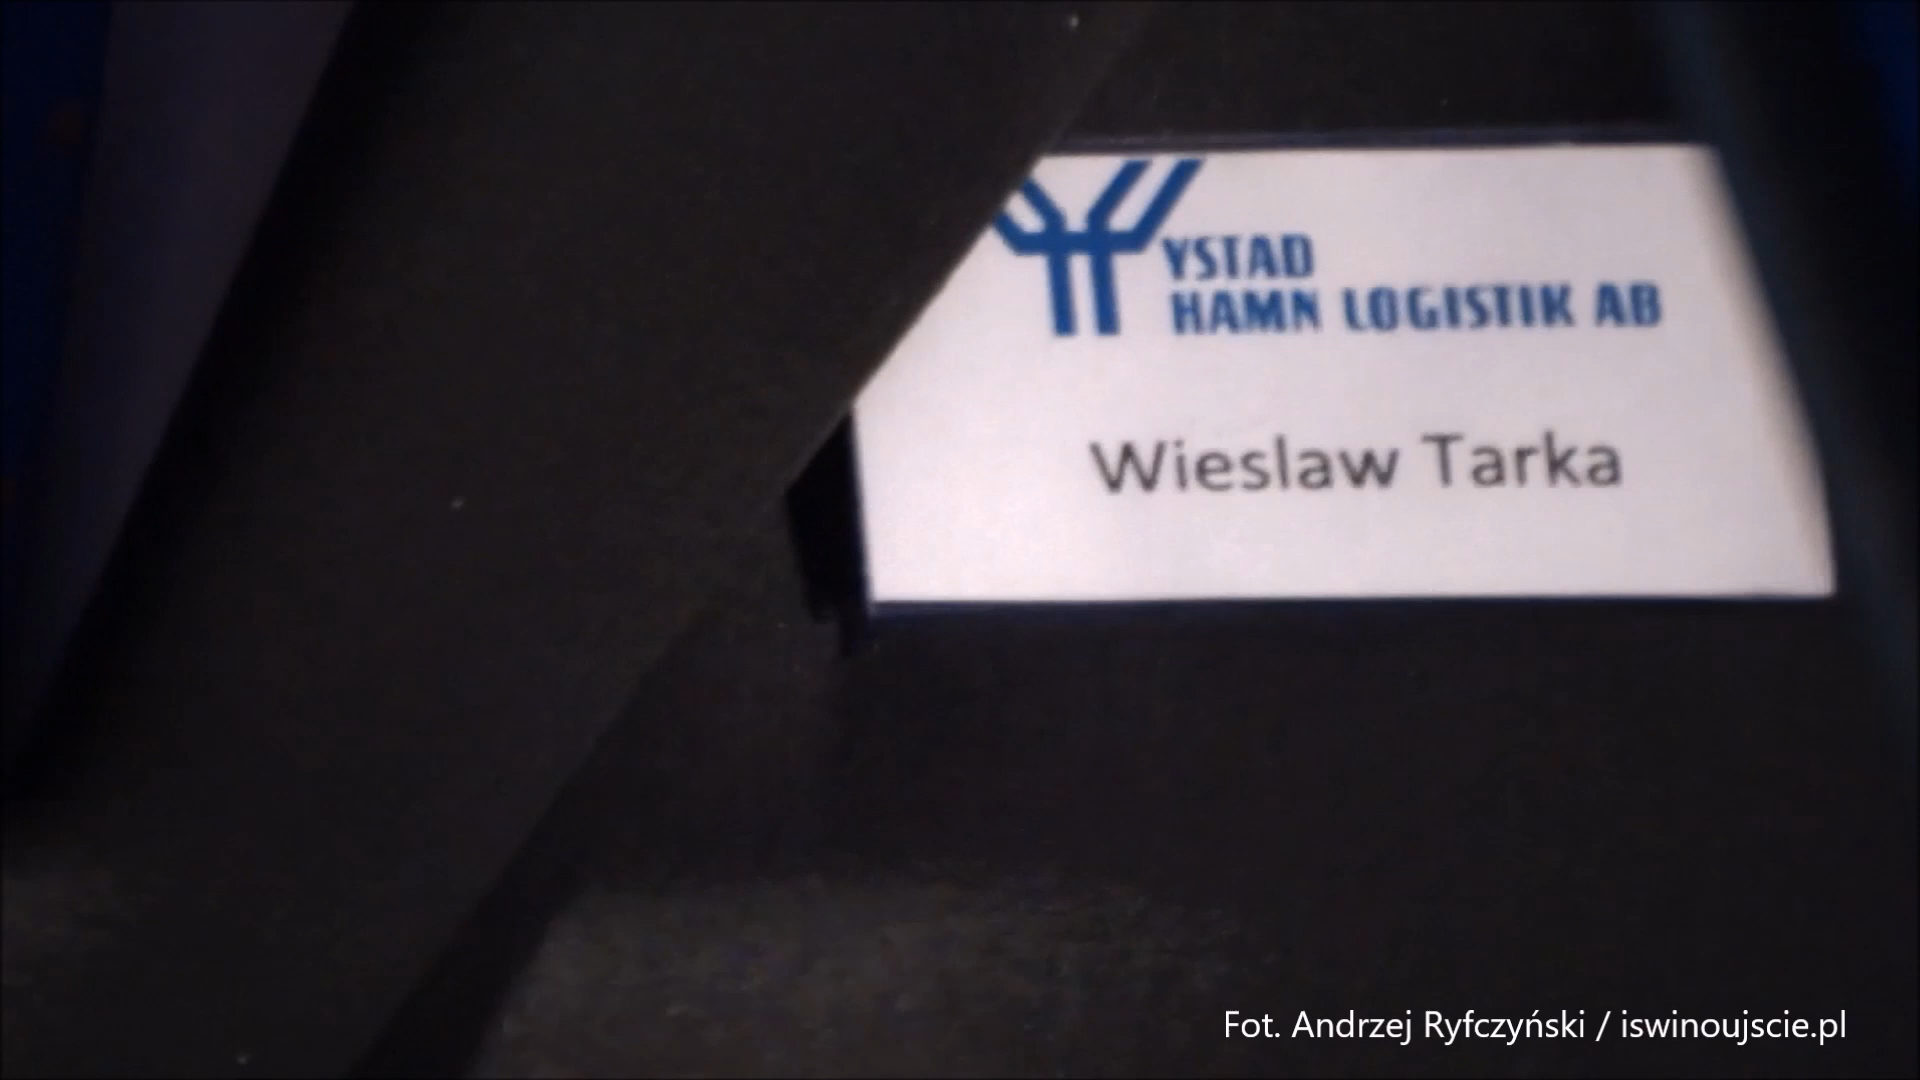 YSTAD
HAMN LOGISTIK AB
Wieslaw Tarka
Fot. Andrzej Ryfczyński / iswinoujscie.pl